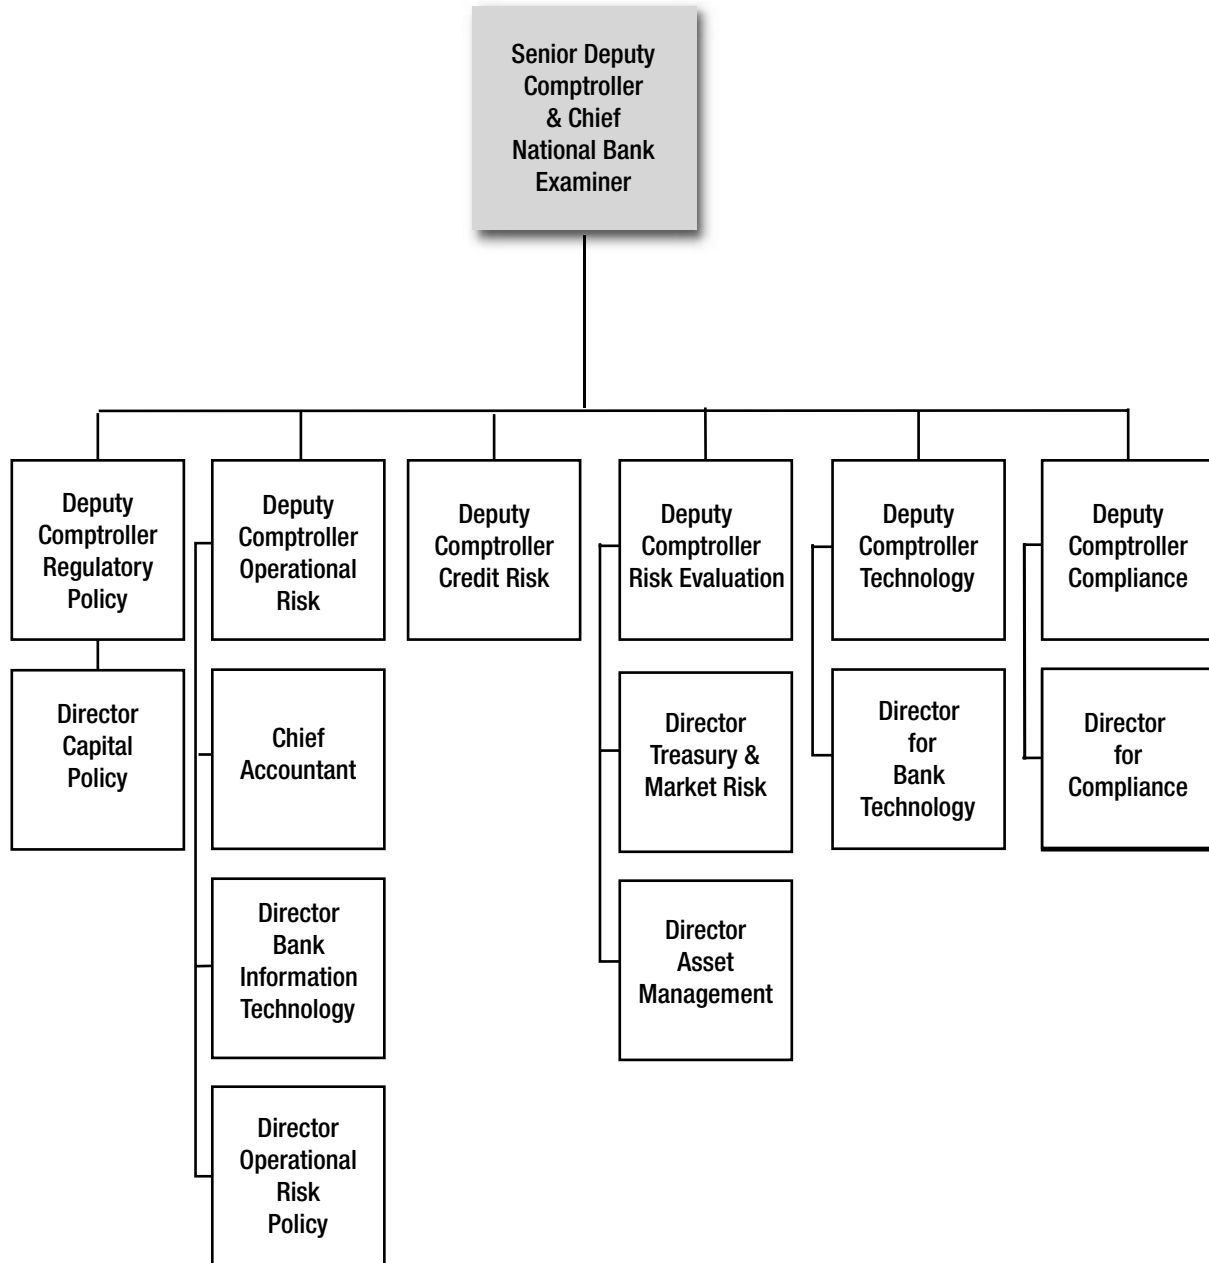 Senior Deputy
Comptroller
& Chief
National Bank
Examiner
Deputy
Comptroller
Regulatory
Policy
Deputy
Comptroller
Operational
Risk
Deputy
Comptroller
Credit Risk
Deputy
Comptroller
Risk Evaluation
Deputy
Comptroller
Technology
Deputy
Comptroller
Compliance
Director
Capital
Policy
Chief
Accountant
Director
Treasury &
Market Risk
Director
for
Bank
Technology
Director
for
Compliance
Director
Bank
Information
Technology
Director
Asset
Management
Director
Operational
Risk
Policy